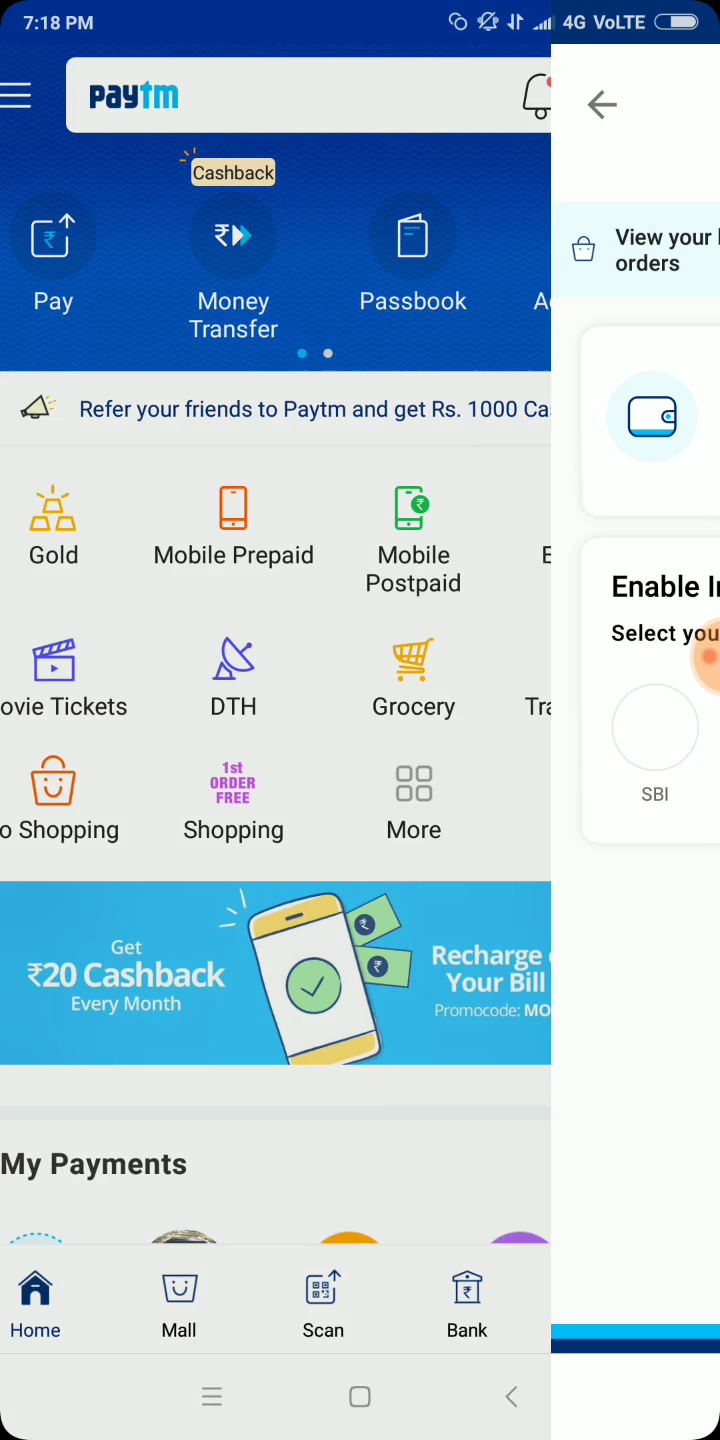 7:18 PM
4G VoLTE
paytm
Cashback
Pay
Money
Transfer
Passbook
View your
orders
Refer your friends to Paytm and get Rs. 1000
Gold
Mobile Prepaid
Mobile
Postpaid
Enable
Select you
ovie Tickets
DTH
Grocery
SBI
o Shopping
1st
ORDER
FREE
Shopping
More
Get
₹20 Cashback
Every Month
Recharge
Your Bill
Promocode: MO
My Payments
Home
Mall
Scan
Bank